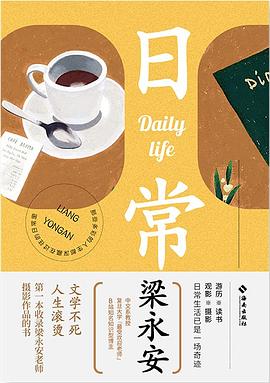 日常
Daily
life
LIANG
YONGAN
游历 读书
观影 摄影
日常生活已是一场奇迹
海南出版社
梁永安
中文系教授
复旦大学“最受欢迎老师”
B站知名知识型博主
文学不死
人生滚烫
第一本收录梁永安老师
摄影作品的书